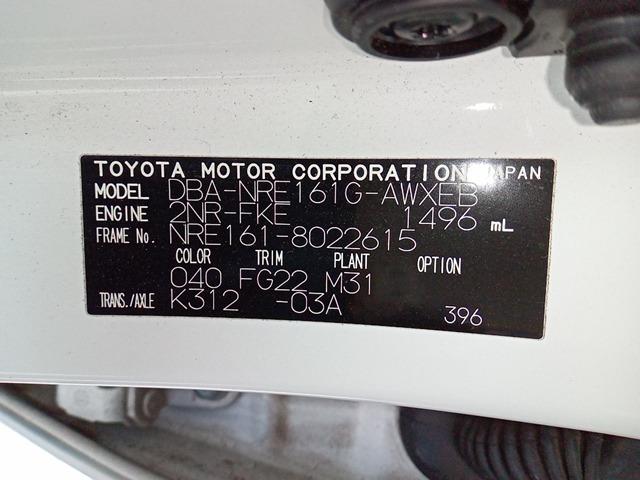 TOYOTA MOTOR CORPORATION JAPAN
MODEL DBA-NRE161G-AWXEB
ENGINE 2NR-FKE 1496 mL
FRAME No. NRE161-8022615
COLOR TRIM PLANT OPTION
040 FG22 M31
TRANS./AXLE K312 -03A
396